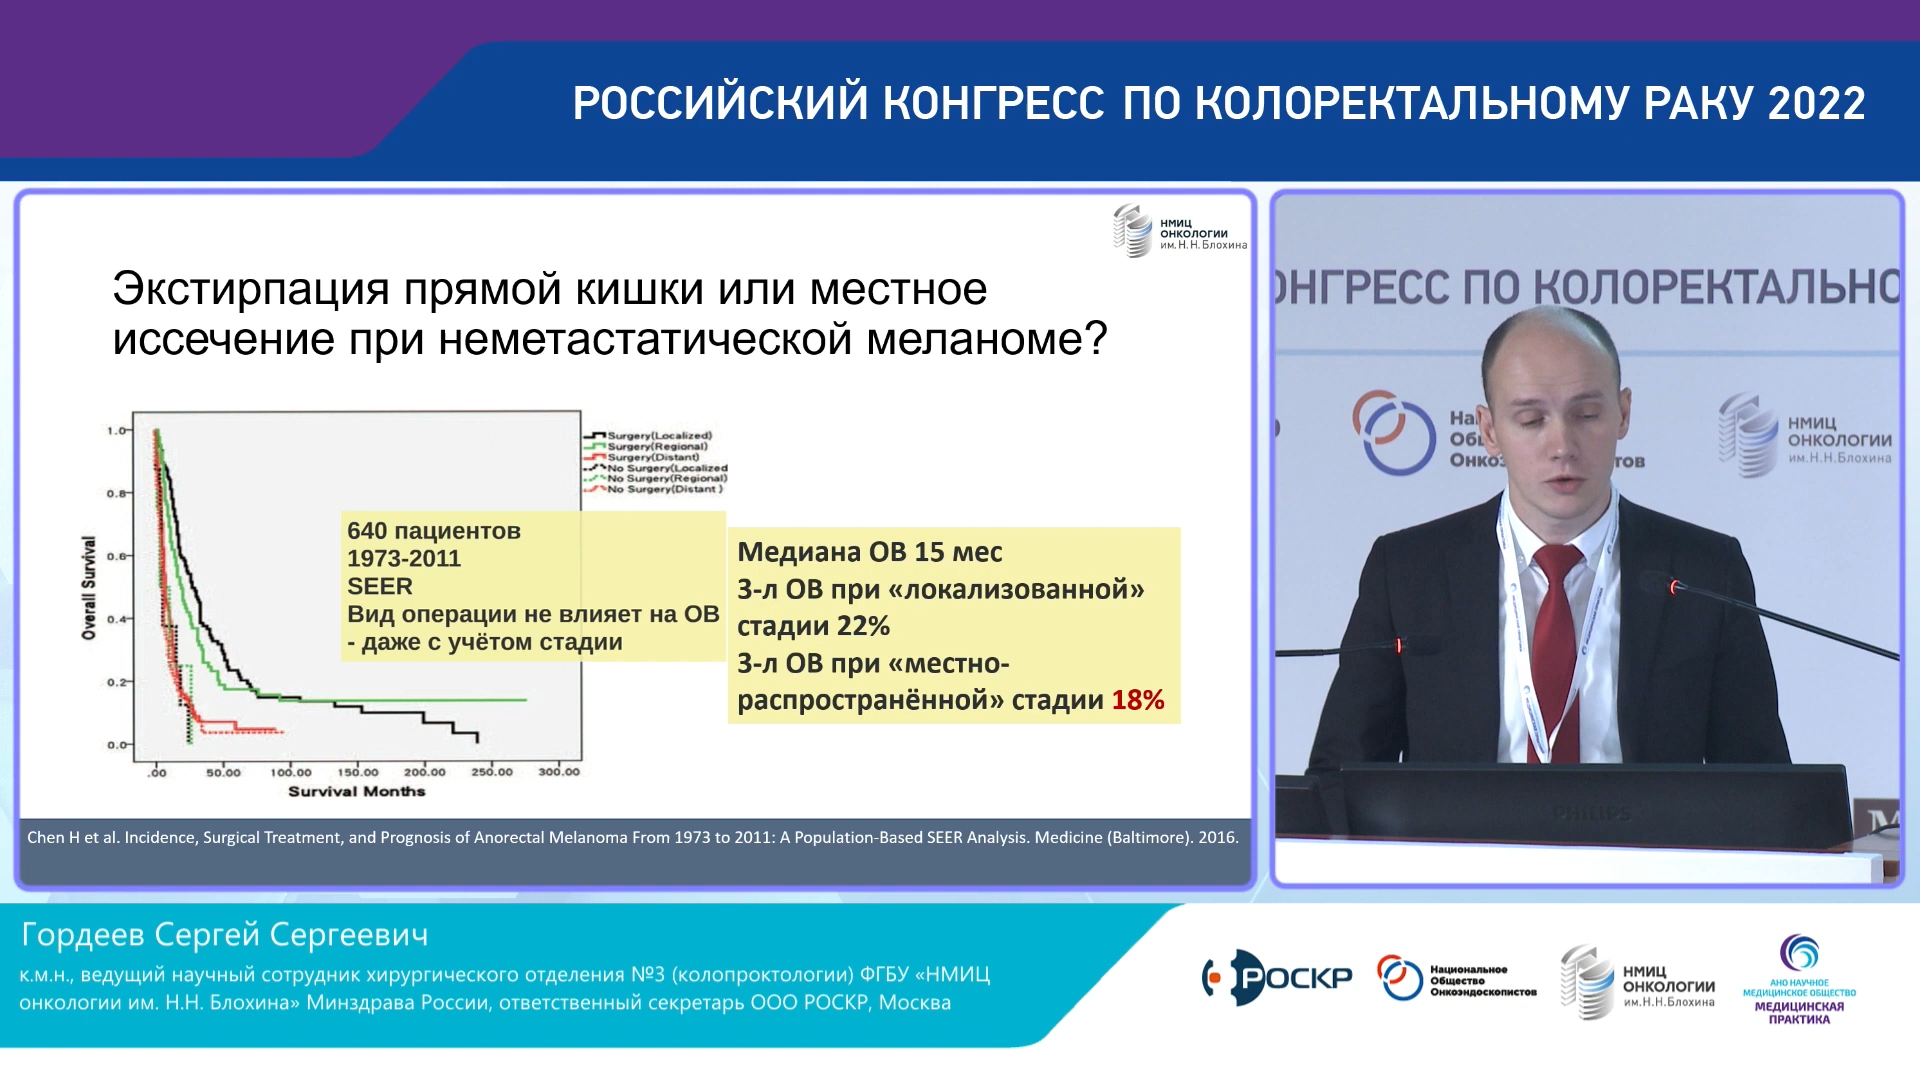 РОССИЙСКИЙ КОНГРЕСС ПО КОЛОРЕКТАЛЬНОМУ РАКУ 2022
НМИЦ
ОНКОЛОГИИ
им. Н.Н. Блохина
Экстирпация прямой кишки или местное
иссечение при неметастатической меланоме?
1.0
0.8
0.6
0.4
0.2
0.0
Overall Survival
.00 50.00 100.00 150.00 200.00 250.00 300.00
Survival Months
Surgery(Localized)
Surgery(Regional)
Surgery(Distant)
No Surgery(Localized
No Surgery(Regional)
No Surgery(Distant )
640 пациентов
1973-2011
SEER
Вид операции не влияет на ОВ
- даже с учётом стадии
Медиана ОВ 15 мес
3-л ОВ при «локализованной»
стадии 22%
3-л ОВ при «местно-
распространённой» стадии 18%
Chen H et al. Incidence, Surgical Treatment, and Prognosis of Anorectal Melanoma From 1973 to 2011: A Population-Based SEER Analysis. Medicine (Baltimore). 2016.
ОНГРЕСС ПО КОЛОРЕКТАЛЬНО
На
Об
Онко тов
НМИЦ
ОНКОЛОГИИ
им.Н.Н.Блохина
PHILIPS
M
Гордеев Сергей Сергеевич
к.м.н., ведущий научный сотрудник хирургического отделения №3 (колопроктологии) ФГБУ «НМИЦ
онкологии им. Н.Н. Блохина» Минздрава России, ответственный секретарь ООО РОСКР, Москва
РОСКР
Национальное
Общество
Онкоэндоскопистов
НМИЦ
ОНКОЛОГИИ
им.Н.Н.Блохина
АНО НАУЧНОЕ
МЕДИЦИНСКОЕ ОБЩЕСТВО
МЕДИЦИНСКАЯ
ПРАКТИКА